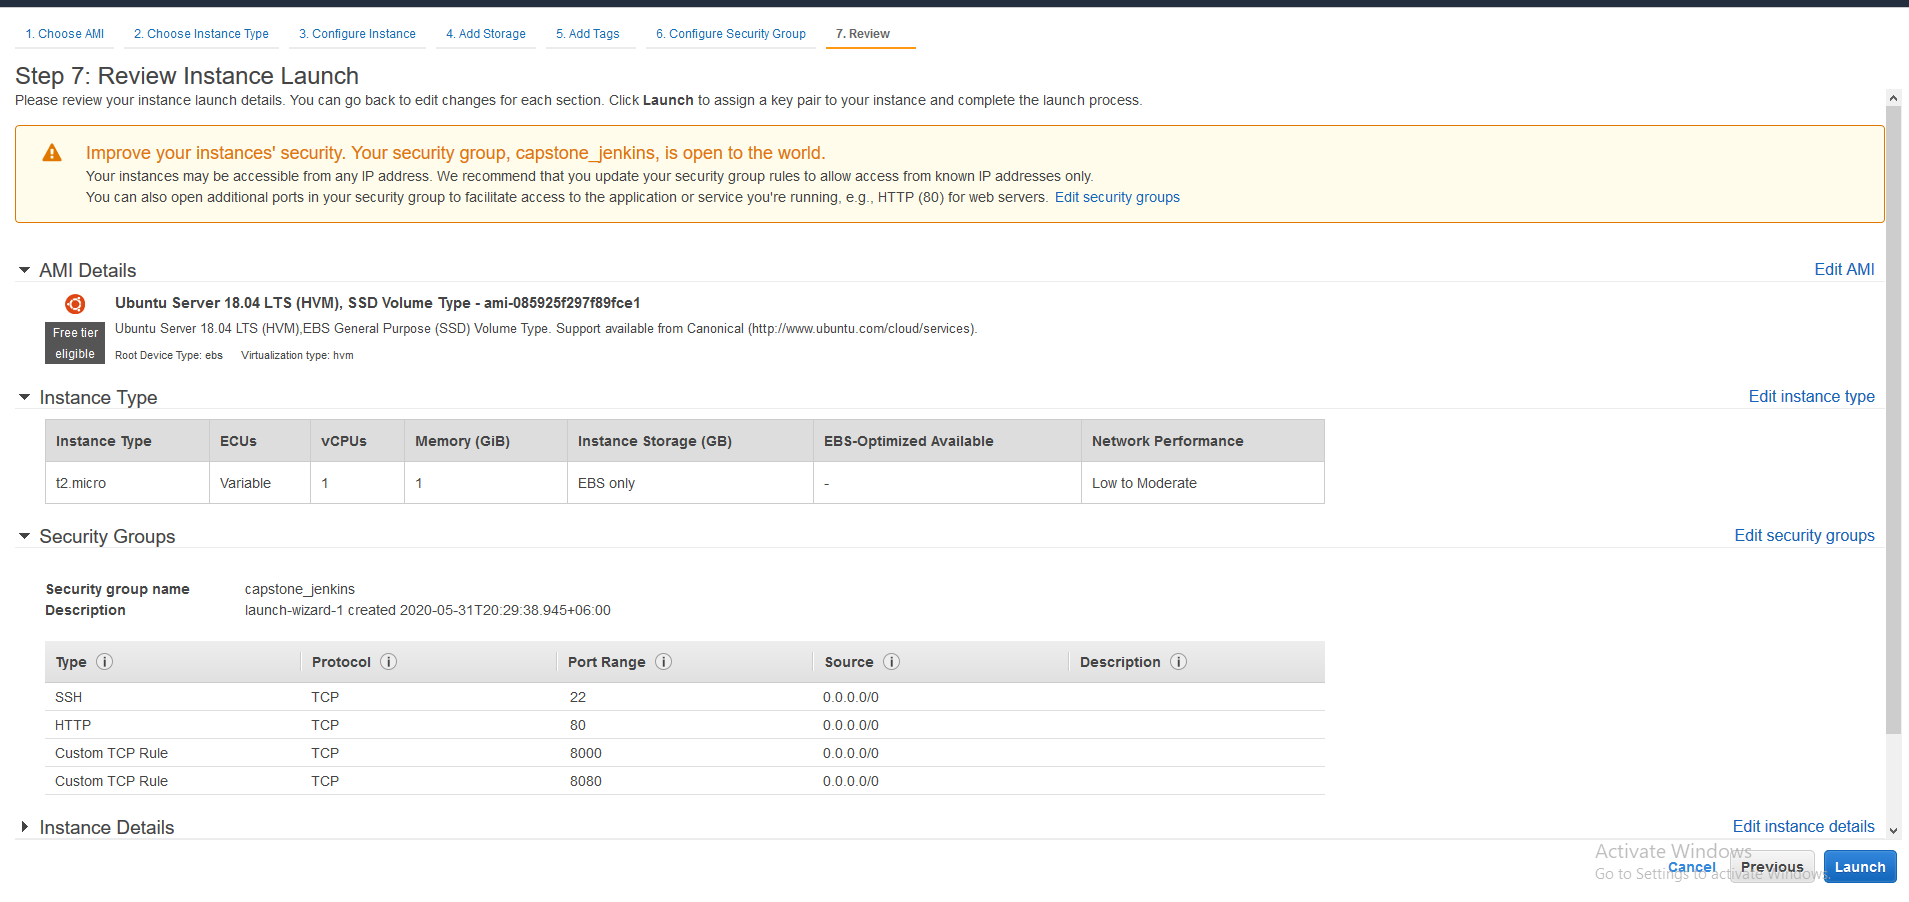 1. Choose AMI 2. Choose Instance Type 3. Configure Instance 4. Add Storage 5. Add Tags 6. Configure Security Group 7. Review
Step 7: Review Instance Launch
Please review your instance launch details. You can go back to edit changes for each section. Click Launch to assign a key pair to your instance and complete the launch process.
Improve your instances' security. Your security group, capstone_jenkins, is open to the world.
Your instances may be accessible from any IP address. We recommend that you update your security group rules to allow access from known IP addresses only.
You can also open additional ports in your security group to facilitate access to the application or service you're running, e.g., HTTP (80) for web servers. Edit security groups
AMI Details Edit AMI
Ubuntu Server 18.04 LTS (HVM), SSD Volume Type - ami-085925f297f89fce1
Free tier eligible
Ubuntu Server 18.04 LTS (HVM),EBS General Purpose (SSD) Volume Type. Support available from Canonical (http://www.ubuntu.com/cloud/services).
Root Device Type: ebs Virtualization type: hvm
Instance Type Edit instance type
Instance Type ECUs vCPUs Memory (GiB) Instance Storage (GB) EBS-Optimized Available Network Performance
t2.micro Variable 1 1 EBS only - Low to Moderate
Security Groups Edit security groups
Security group name capstone_jenkins
Description launch-wizard-1 created 2020-05-31T20:29:38.945+06:00
Type Protocol Port Range Source Description
SSH TCP 22 0.0.0.0/0
HTTP TCP 80 0.0.0.0/0
Custom TCP Rule TCP 8000 0.0.0.0/0
Custom TCP Rule TCP 8080 0.0.0.0/0
Instance Details Edit instance details
Activate Windows
Go to Settings to activate Windows.
Cancel Previous Launch